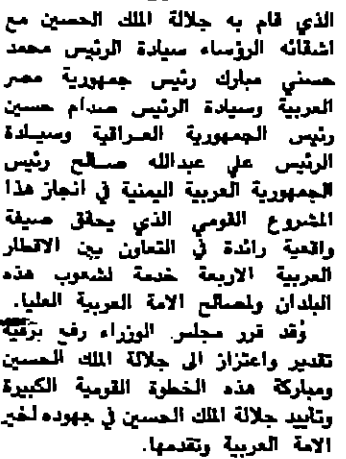 الذي قام به جلالة الملك الحسين مع
اشقائه الرؤساء سيادة الرئيس محمد
حسني مبارك رئيس جمهورية مصر
العربية وسيادة الرئيس صدام حسين
رئيس الجمهورية العراقية وسيادة
الرئيس علي عبدالله صالح رئيس
الجمهورية العربية اليمنية في انجاز هذا
المشروع القومي الذي يحقق صيغة
واقعية رائدة في التعاون بين الاقطار
العربية الاربعة خدمة لشعوب هذه
البلدان ولمصالح الامة العربية العليا.
وقد قرر مجلس الوزراء رفع برقية
تقدير واعتزاز الى جلالة الملك الحسين
ومباركة هذه الخطوة القومية الكبيرة
وتأييد جلالة الملك الحسين في جهوده لخير
الامة العربية وتقدمها.